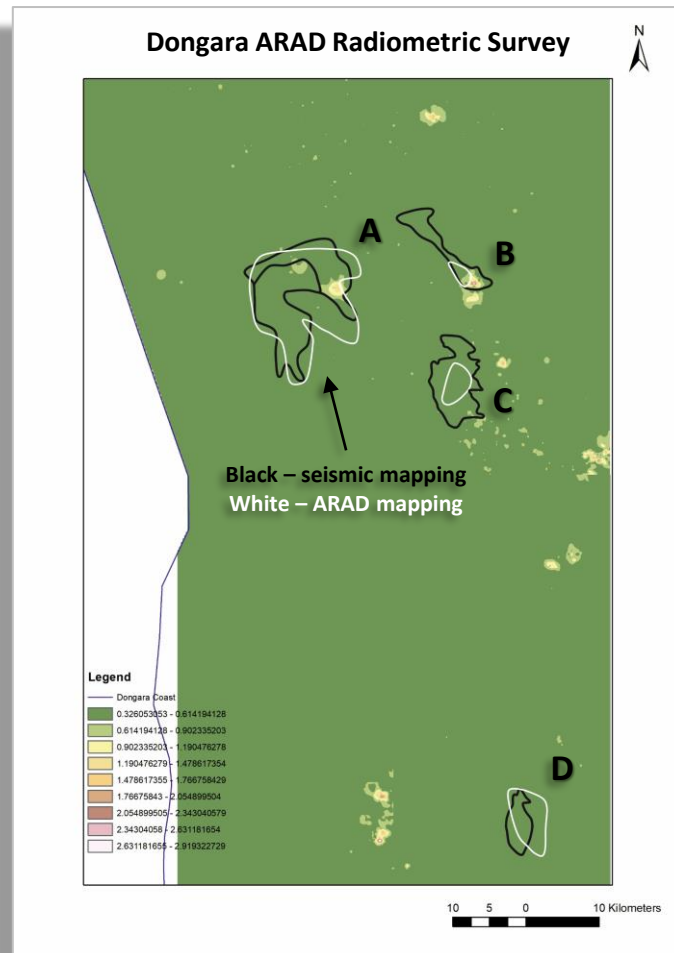 Dongara ARAD Radiometric Survey
N
A
B
C
Black – seismic mapping
White – ARAD mapping
Legend
Dongara Coast
0.326053053 - 0.614194128
0.614194128 - 0.902335203
0.902335203 - 1.190476278
1.190476279 - 1.478617354
1.478617355 - 1.766758429
1.76675843 - 2.054899504
2.054899505 - 2.343040579
2.34304058 - 2.631181654
2.631181655 - 2.919322729
D
10 5 0 10 Kilometers